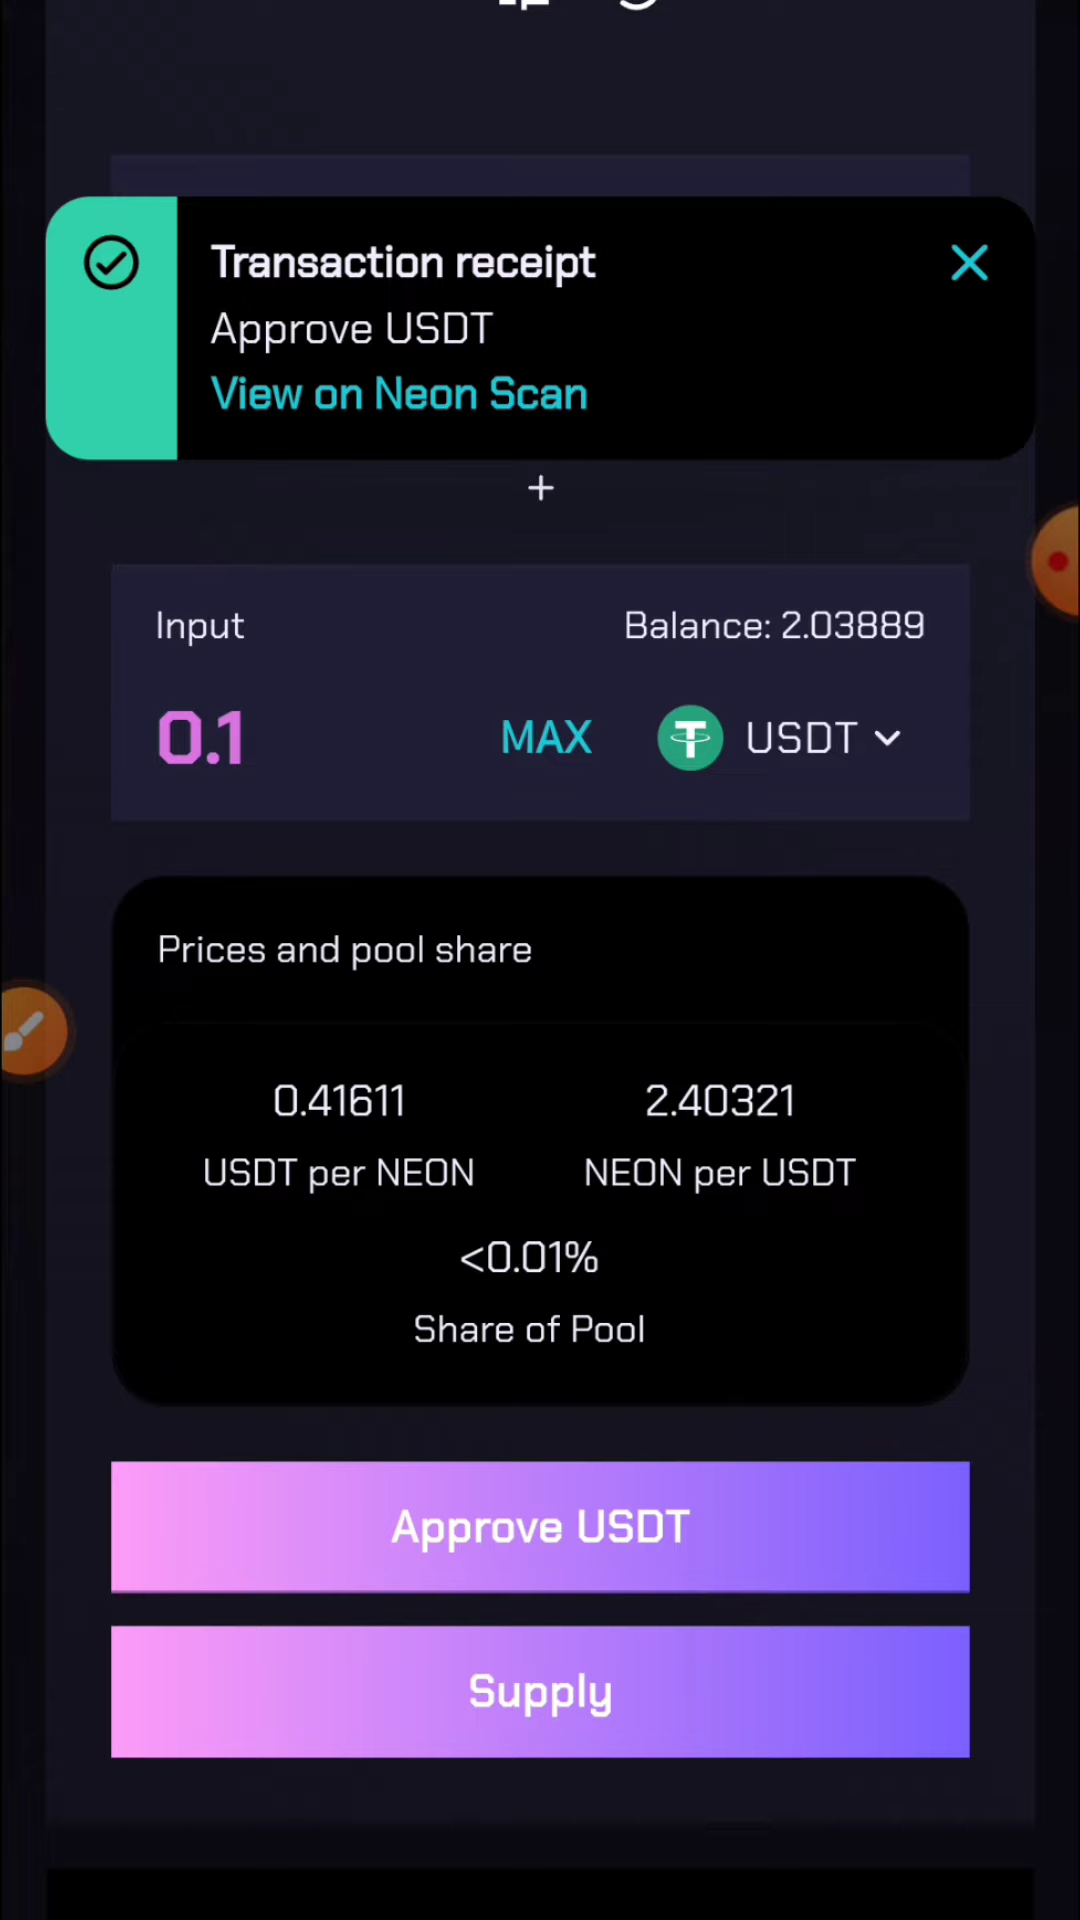 Transaction receipt
Approve USDT
View on Neon Scan
+
Input
Balance: 2.03889
0.1
MAX
USDT
Prices and pool share
0.41611
2.40321
USDT per NEON
NEON per USDT
<0.01%
Share of Pool
Approve USDT
Supply